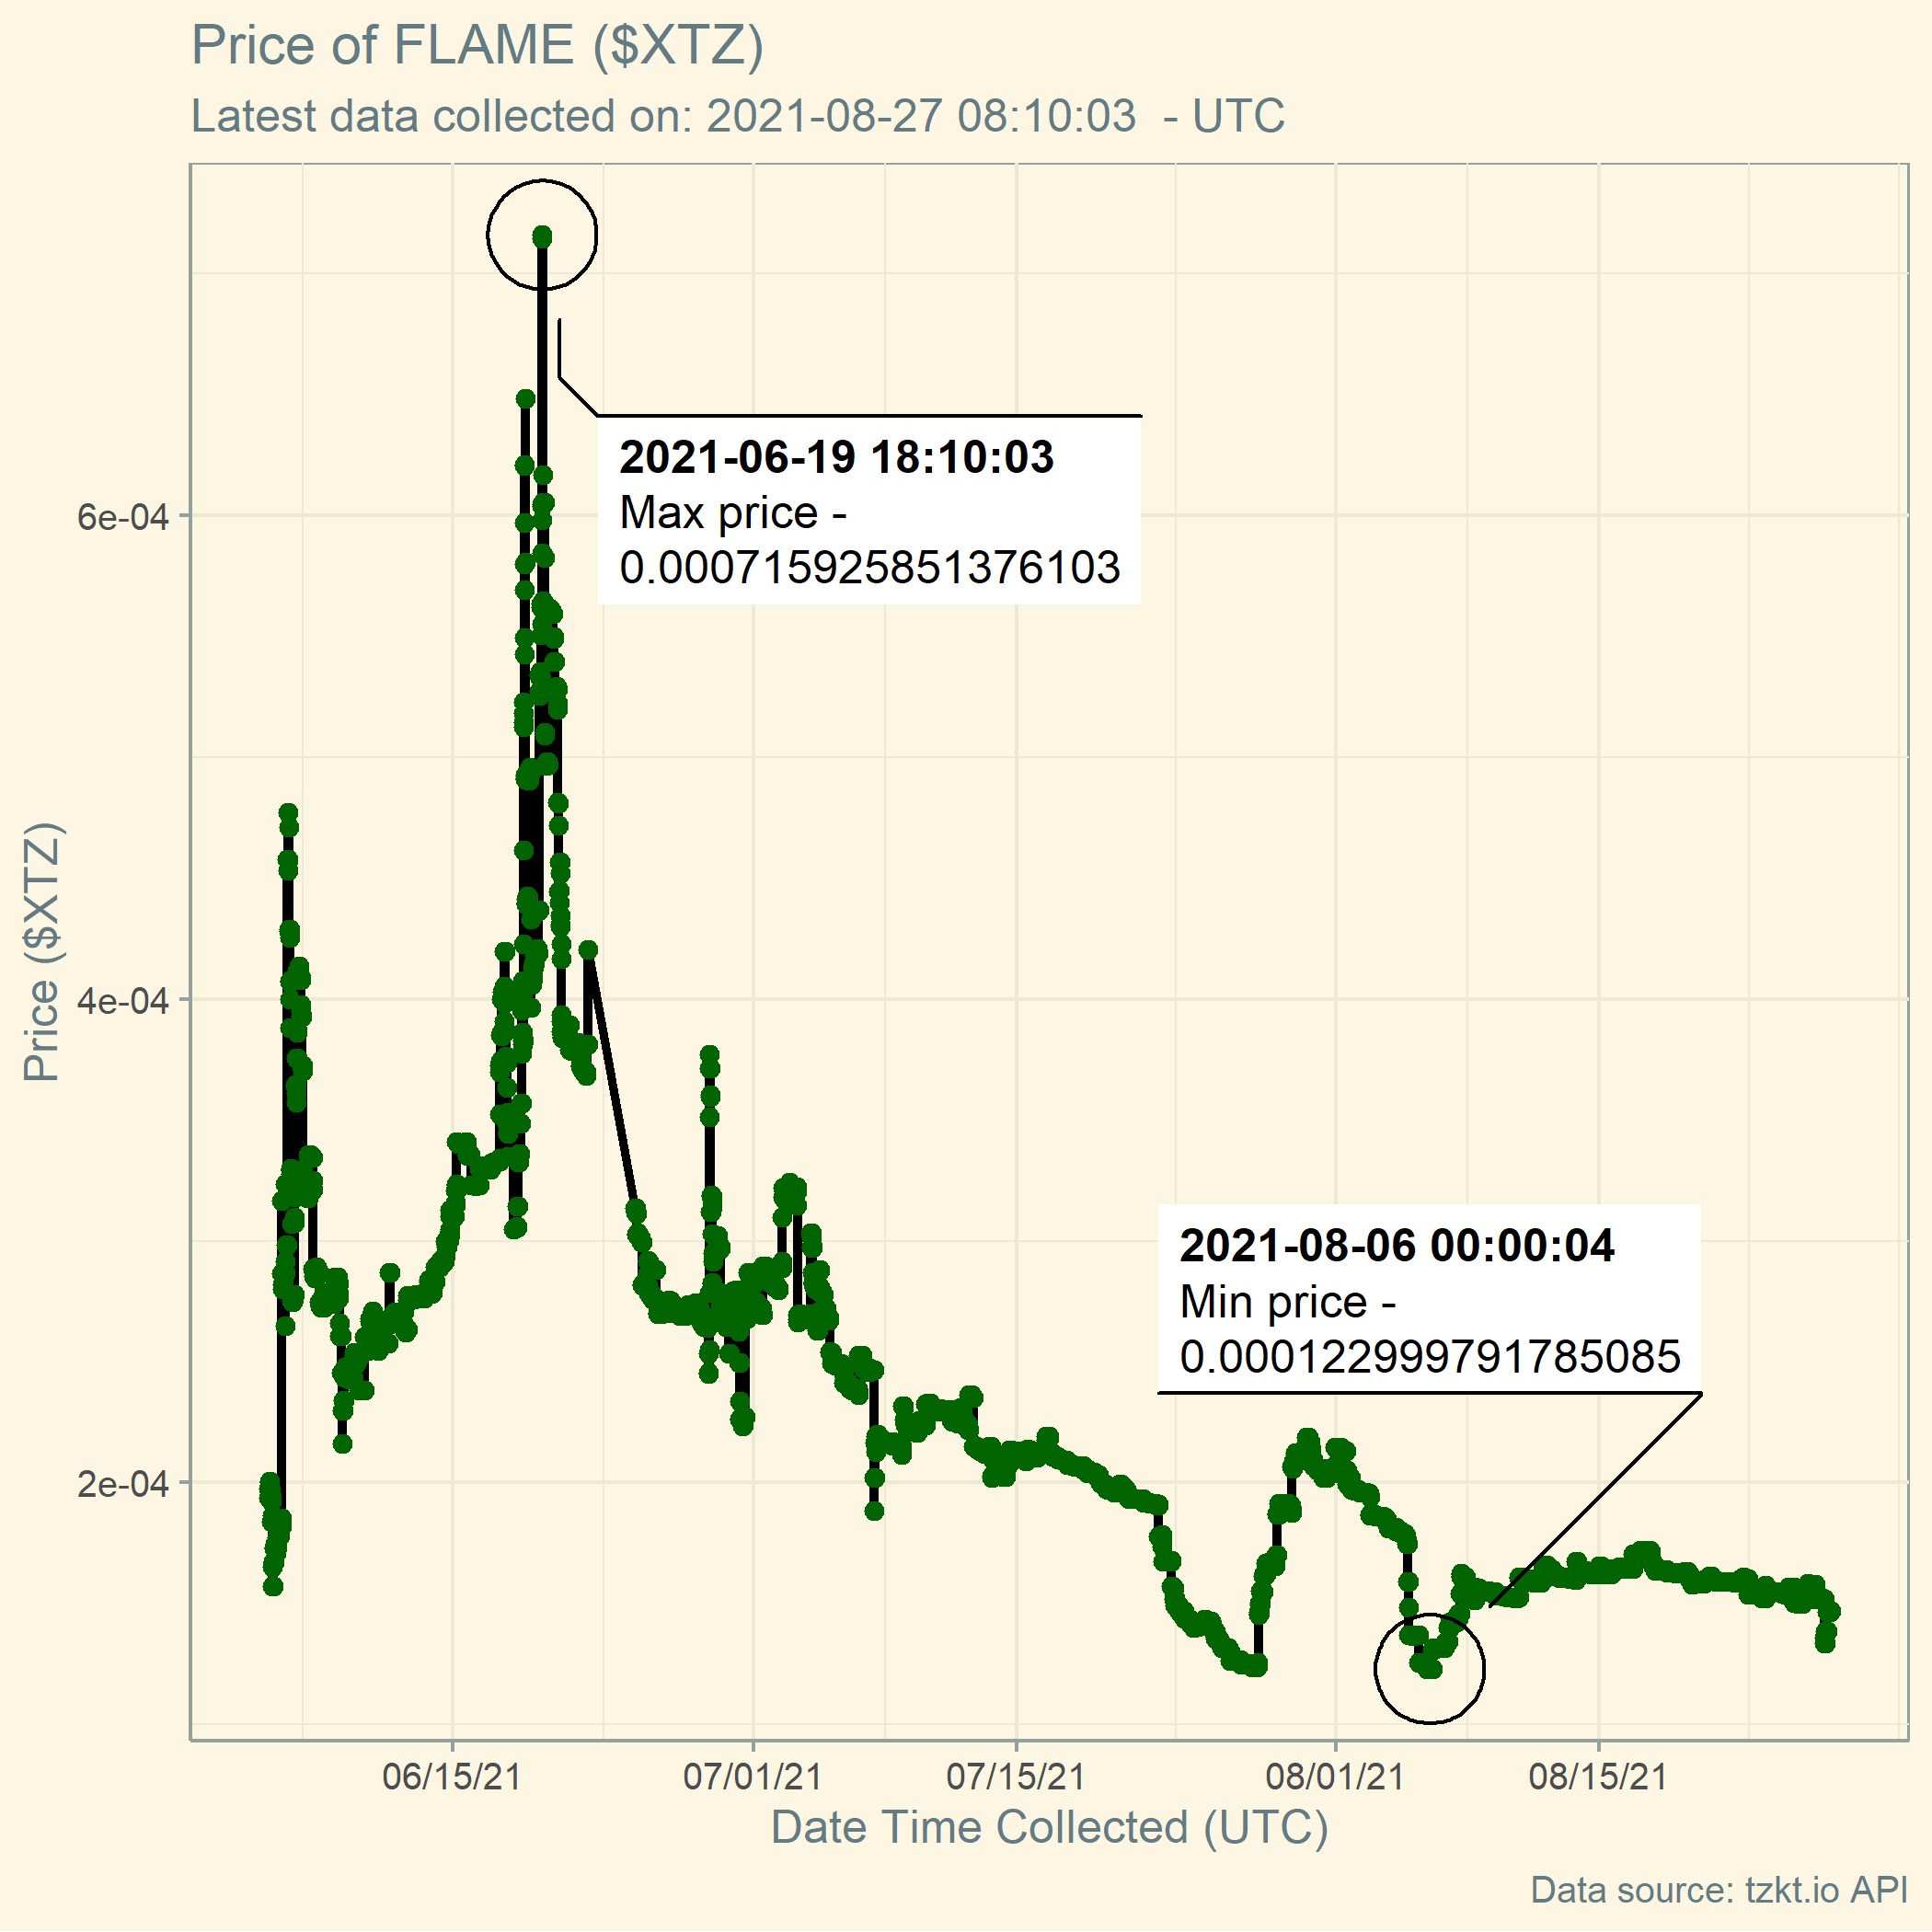 Price of FLAME ($XTZ)
Latest data collected on: 2021-08-27 08:10:03  - UTC
2021-06-19 18:10:03
Max price -
0.000715925851376103
6e-04
4e-04
2e-04
Price ($XTZ)
2021-08-06 00:00:04
Min price -
0.000122999791785085
06/15/21
07/01/21
07/15/21
08/01/21
08/15/21
Date Time Collected (UTC)
Data source: tzkt.io API